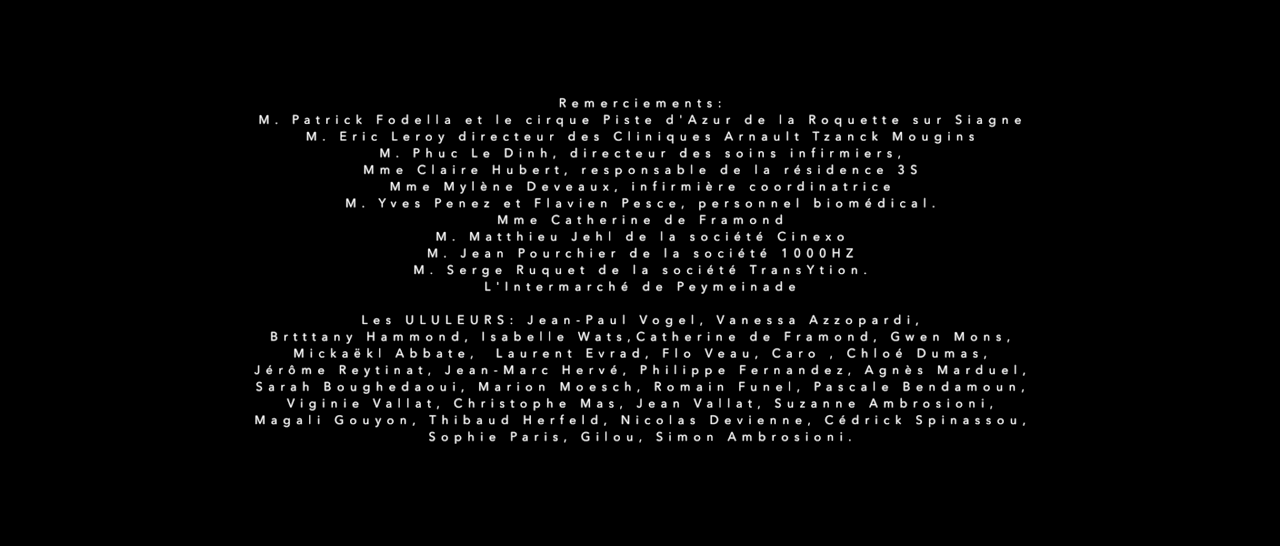 Remerciements:
M. Patrick Fodella et le cirque Piste d'Azur de la Roquette sur Siagne
M. Eric Leroy directeur des Cliniques Arnault Tzanck Mougins
M. Phuc Le Dinh, directeur des soins infirmiers,
Mme Claire Hubert, responsable de la résidence 3S
Mme Mylène Deveaux, infirmière coordinatrice
M. Yves Penez et Flavien Pesce, personnel biomédical.
Mme Catherine de Framond
M. Matthieu Jehl de la société Cinexo
M. Jean Pourchier de la société 1000HZ
M. Serge Ruquet de la société TransYtion.
L'Intermarché de Peymeinade
Les ULULEURS: Jean-Paul Vogel, Vanessa Azzopardi,
Brtttany Hammond, Isabelle Wats,Catherine de Framond, Gwen Mons,
Mickaëkl Abbate,  Laurent Evrad, Flo Veau, Caro , Chloé Dumas,
Jérôme Reytinat, Jean-Marc Hervé, Philippe Fernandez, Agnès Marduel,
Sarah Boughedaoui, Marion Moesch, Romain Funel, Pascale Bendamoun,
Viginie Vallat, Christophe Mas, Jean Vallat, Suzanne Ambrosioni,
Magali Gouyon, Thibaud Herfeld, Nicolas Devienne, Cédrick Spinassou,
Sophie Paris, Gilou, Simon Ambrosioni.